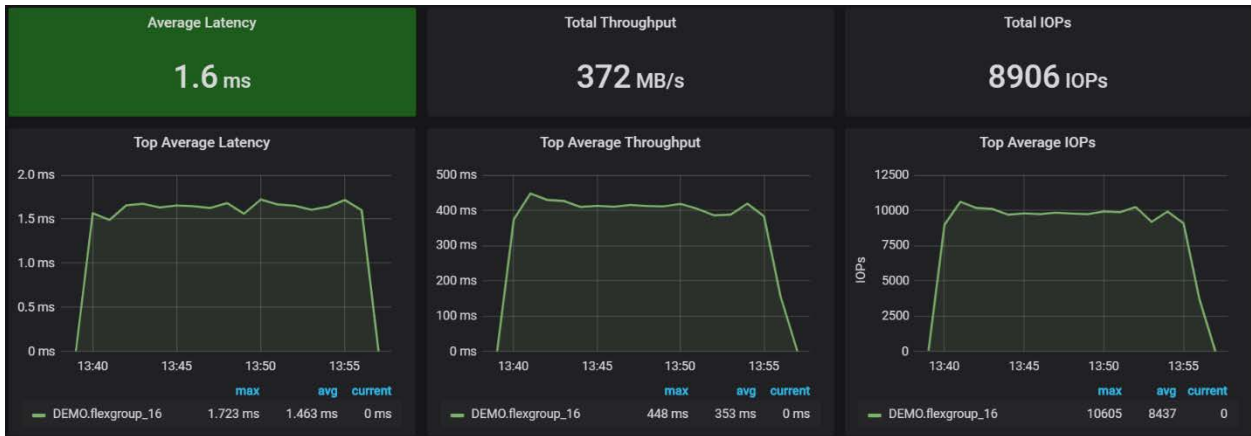 Average Latency
1.6 ms
Total Throughput
372 MB/s
Total IOPs
8906 IOPs
Top Average Latency
2.0 ms
1.5 ms
1.0 ms
0.5 ms
0 ms
13:40 13:45 13:50 13:55
max avg current
DEMO.flexgroup_16 1.723 ms 1.463 ms 0 ms
Top Average Throughput
500 ms
400 ms
300 ms
200 ms
100 ms
0 ms
13:40 13:45 13:50 13:55
max avg current
DEMO.flexgroup_16 448 ms 353 ms 0 ms
Top Average IOPs
IOPs
12500
10000
7500
5000
2500
0
13:40 13:45 13:50 13:55
max avg current
DEMO.flexgroup_16 10605 8437 0